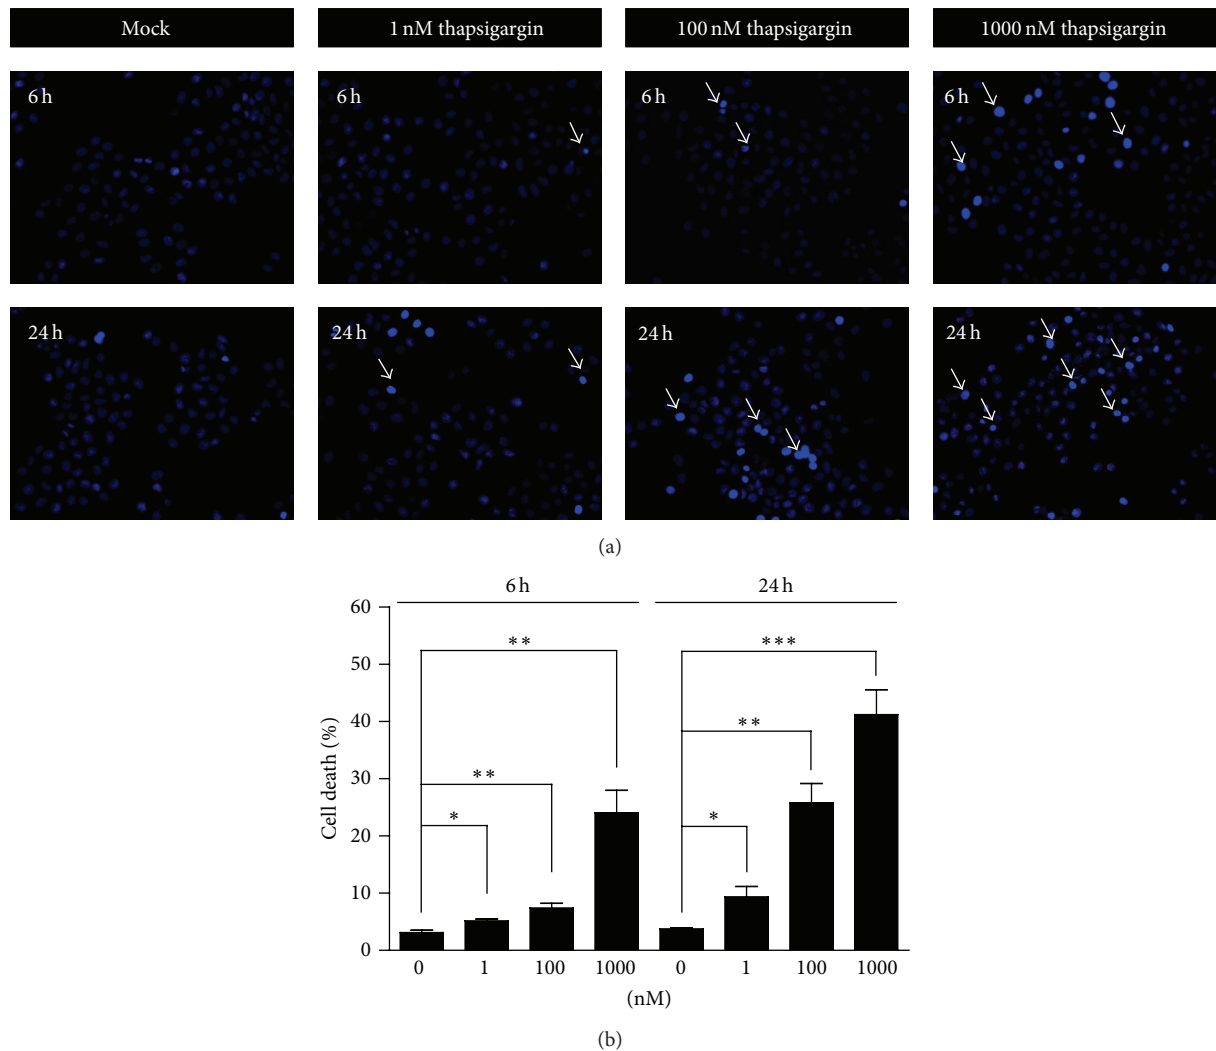 Mock 1 nM thapsigargin 100 nM thapsigargin 1000 nM thapsigargin
6 h 6 h 6 h 6 h
24 h 24 h 24 h 24 h
(a)
6 h 24 h
60
50
40
30
20
10
0
Cell death (%)
** ***
**
**
* *
0 1 100 1000 0 1 100 1000
(nM)
(b)